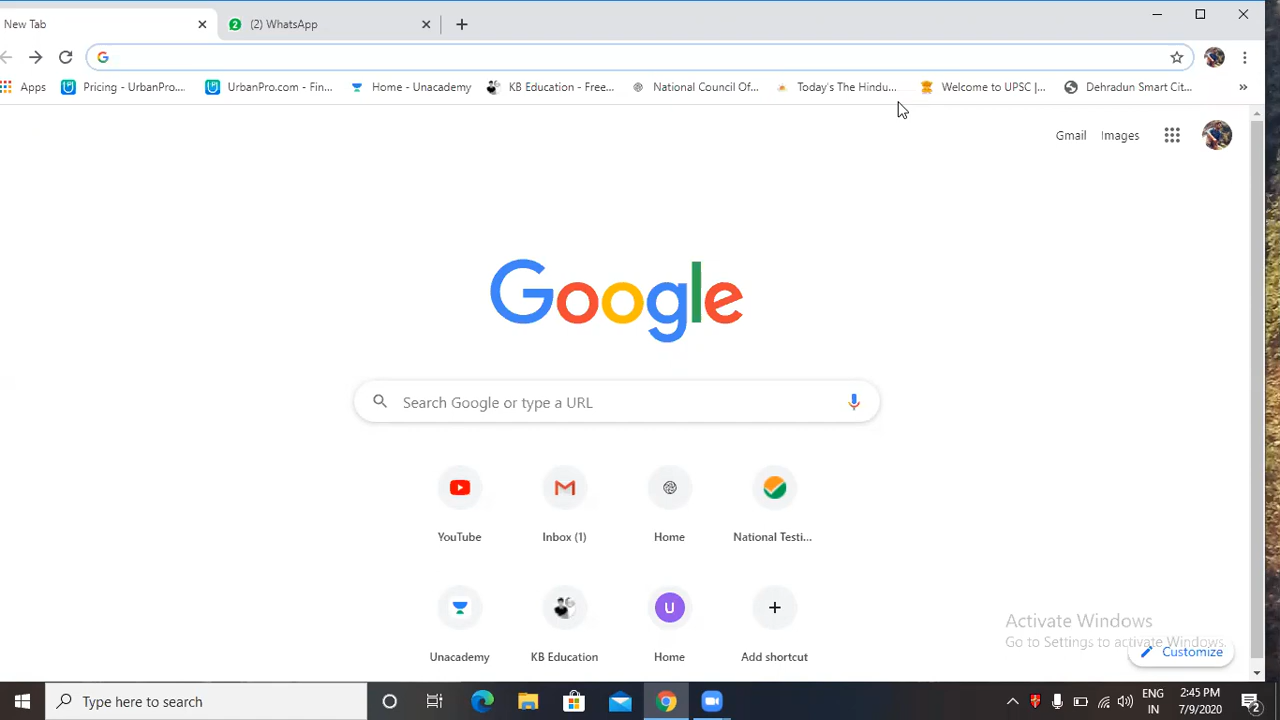 New Tab
2 (2) WhatsApp
Apps Pricing - UrbanPro.... UrbanPro.com - Fin... Home - Unacademy KB Education - Free... National Council Of... Today's The Hindu... Welcome to UPSC |... Dehradun Smart Cit... »
Gmail Images
Google
Search Google or type a URL
YouTube Inbox (1) Home National Testi...
U
Unacademy KB Education Home Add shortcut
Activate Windows
Go to Settings to activate Windows.
Customize
Type here to search
ENG
IN
2:45 PM
7/9/2020
2